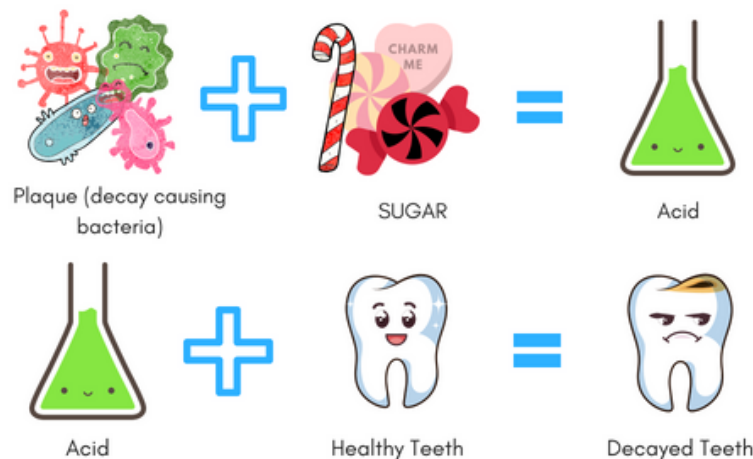 CHARM
ME
Plaque (decay causing
bacteria)
SUGAR
Acid
Acid
Healthy Teeth
Decayed Teeth